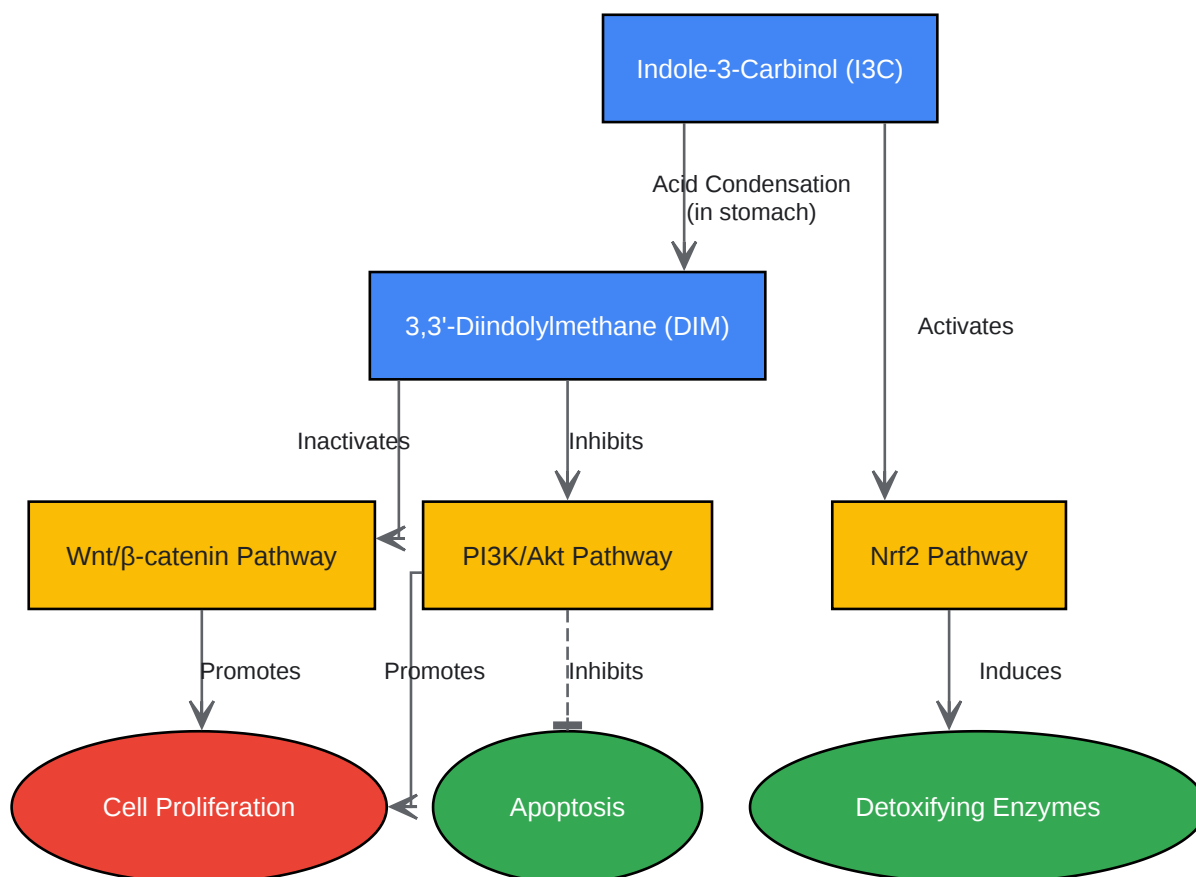 Indole-3-Carbinol (I3C)
Acid Condensation
(in stomach)
3,3'-Diindolylmethane (DIM)
Activates
Inactivates
Inhibits
Wnt/β-catenin Pathway
PI3K/Akt Pathway
Nrf2 Pathway
Promotes
Promotes
Inhibits
Induces
Cell Proliferation
Apoptosis
Detoxifying Enzymes